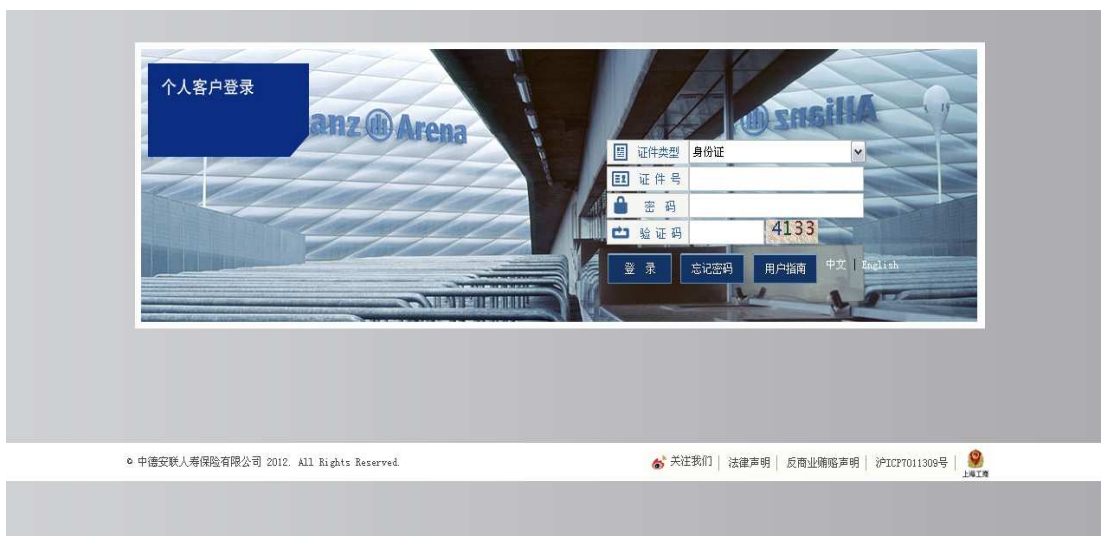 个人客户登录
anz Arena
Allianz
证件类型 身份证
证件号
密码
验证码 4133
登录 忘记密码 用户指南 中文 | English
© 中德安联人寿保险有限公司 2012. All Rights Reserved.
关注我们 | 法律声明 | 反商业贿赂声明 | 沪ICP7011309号 |
上海工商